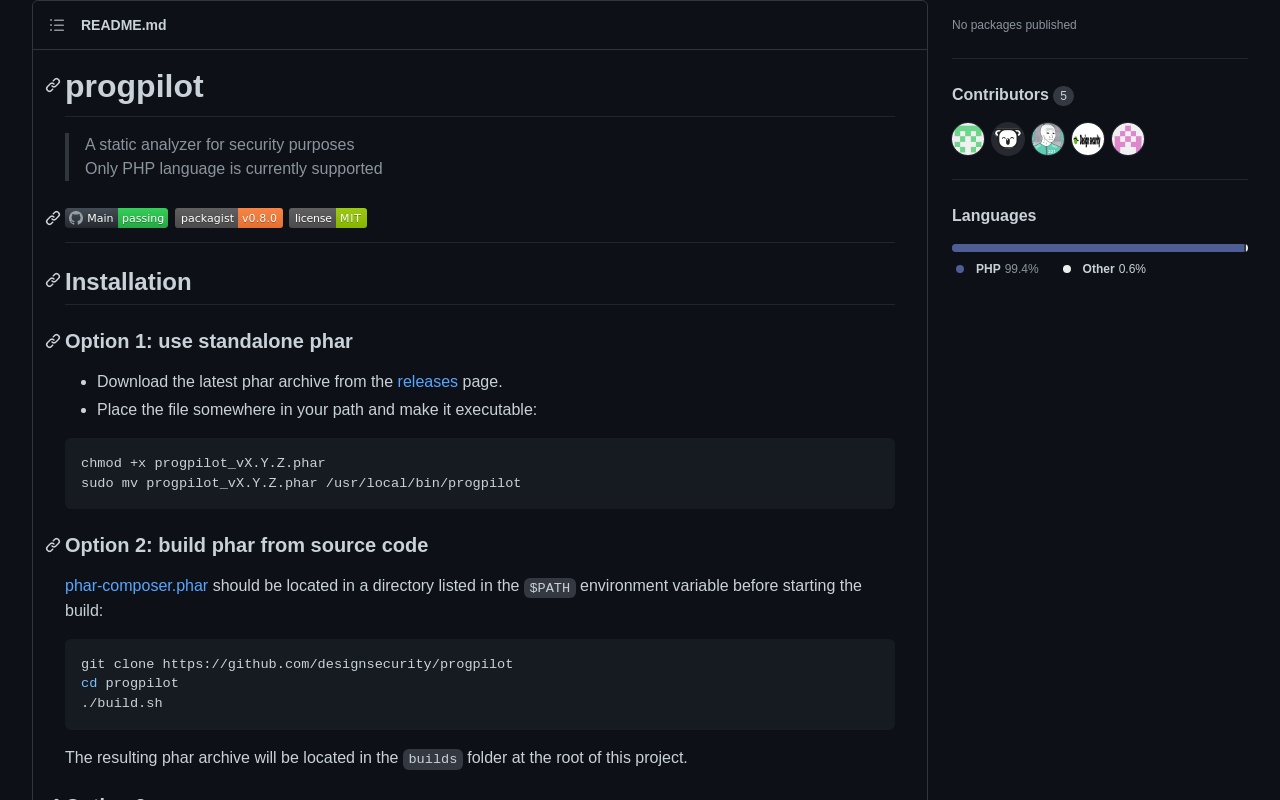 README.md
progpilot
A static analyzer for security purposes
Only PHP language is currently supported
Main passing packagist v0.8.0 license MIT
Installation
Option 1: use standalone phar
Download the latest phar archive from the releases page.
Place the file somewhere in your path and make it executable:
chmod +x progpilot_vX.Y.Z.phar
sudo mv progpilot_vX.Y.Z.phar /usr/local/bin/progpilot
Option 2: build phar from source code
phar-composer.phar should be located in a directory listed in the $PATH environment variable before starting the
build:
git clone https://github.com/designsecurity/progpilot
cd progpilot
./build.sh
The resulting phar archive will be located in the builds folder at the root of this project.
No packages published
Contributors 5
Design security
Languages
PHP 99.4% Other 0.6%